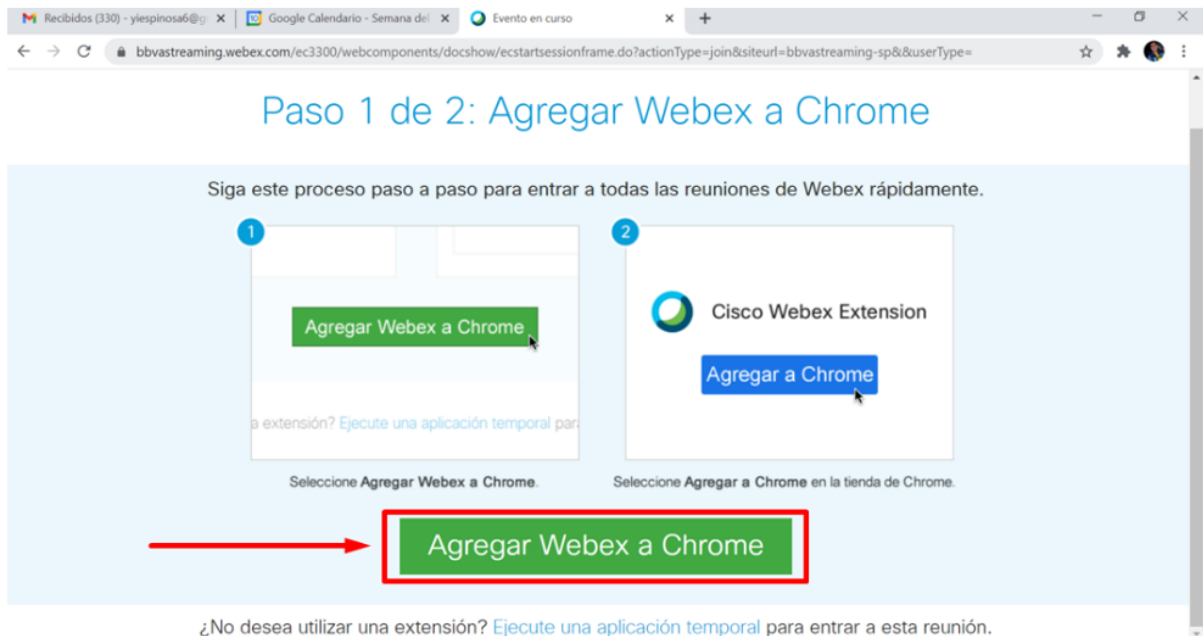 Recibidos (330) - yiespinosa6@g
Google Calendario - Semana del
Evento en curso
bbvastreaming.webex.com/ec3300/webcomponents/docshow/ecstartsessionframe.do?actionType=join&siteurl=bbvastreaming-sp&&userType=
Paso 1 de 2: Agregar Webex a Chrome
Siga este proceso paso a paso para entrar a todas las reuniones de Webex rápidamente.
1
Agregar Webex a Chrome
a extensión? Ejecute una aplicación temporal par
Seleccione Agregar Webex a Chrome.
2
Cisco Webex Extension
Agregar a Chrome
Seleccione Agregar a Chrome en la tienda de Chrome.
Agregar Webex a Chrome
¿No desea utilizar una extensión? Ejecute una aplicación temporal para entrar a esta reunión.